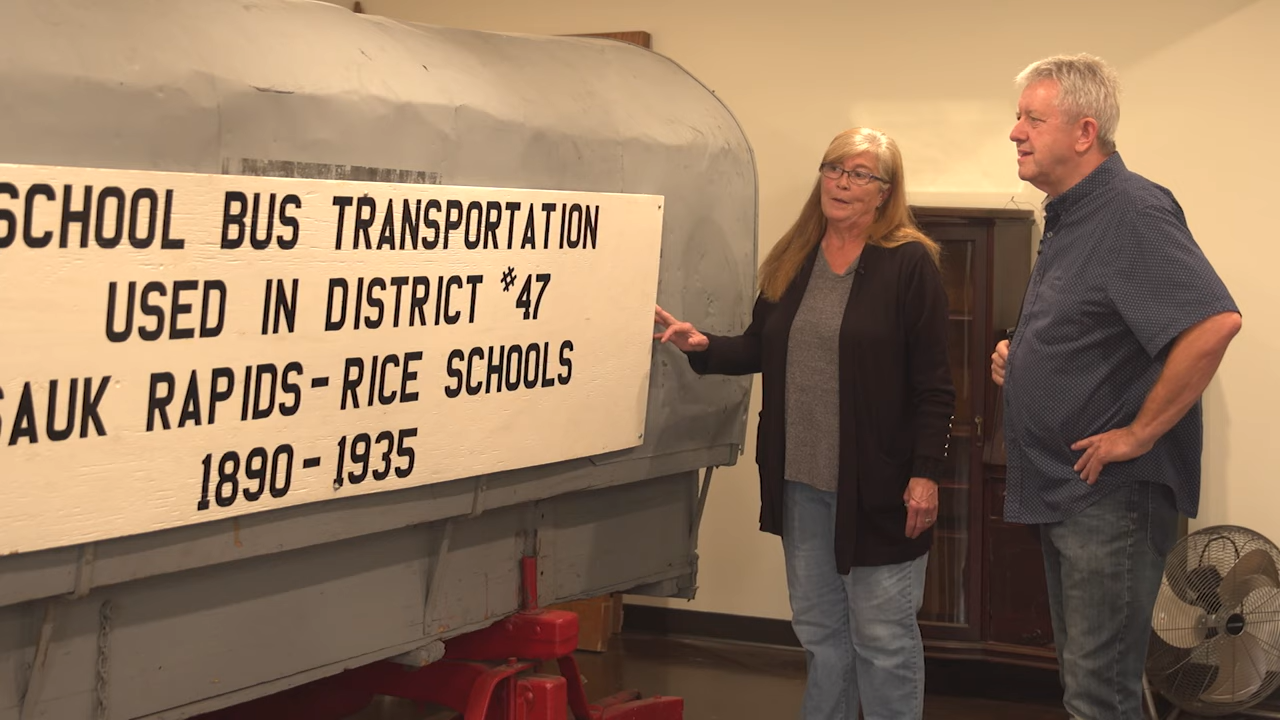 SCHOOL BUS TRANSPORTATION
USED IN DISTRICT #47
SAUK RAPIDS-RICE SCHOOLS
1890-1935